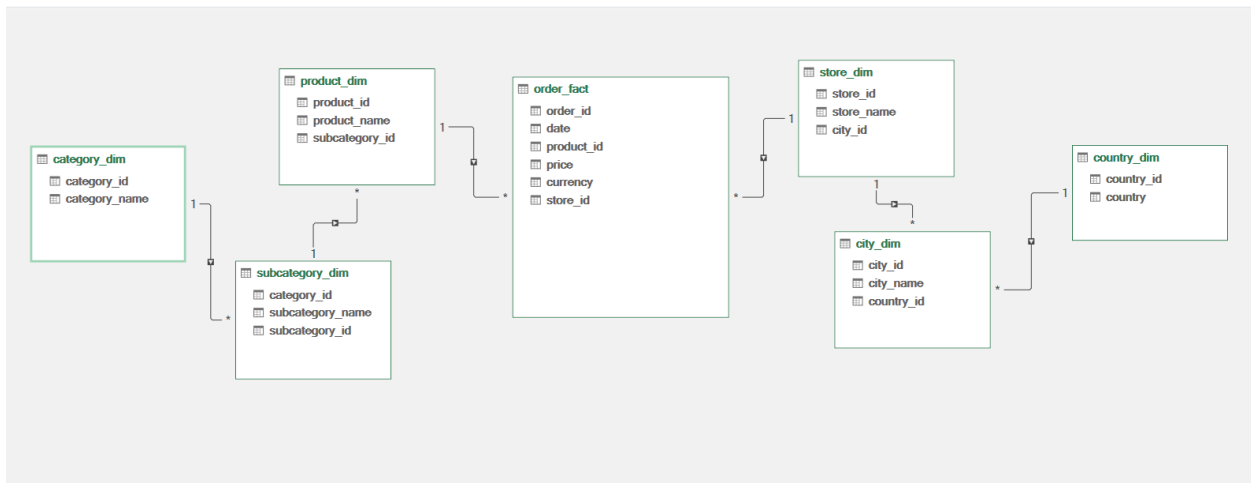 category_dim
category_id
category_name
1
*
subcategory_dim
category_id
subcategory_name
subcategory_id
1
*
product_dim
product_id
product_name
subcategory_id
1
*
order_fact
order_id
date
product_id
price
currency
store_id
*
1
store_dim
store_id
store_name
city_id
1
*
city_dim
city_id
city_name
country_id
*
1
country_dim
country_id
country